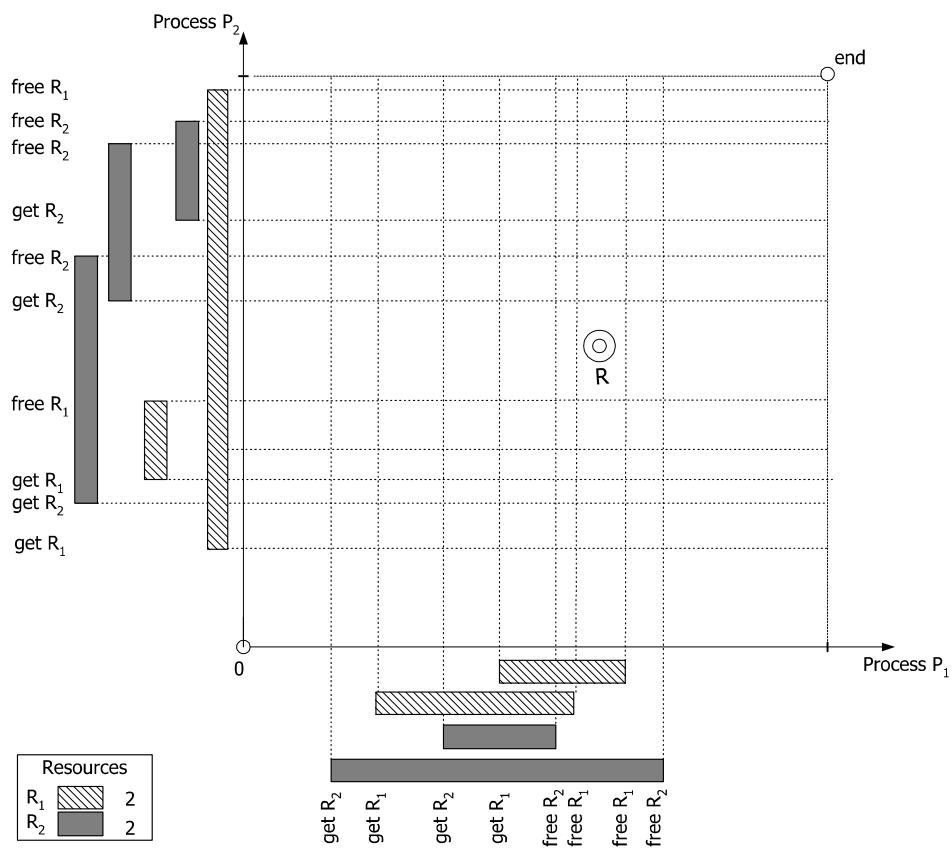 Process P₂
end
free R₁
free R₂
free R₂
get R₂
free R₂
get R₂
R
free R₁
get R₁
get R₂
get R₁
0
Process P₁
get R₂
get R₁
get R₂
get R₁
free R₂
free R₁
free R₁
free R₂
Resources
R₁ 2
R₂ 2